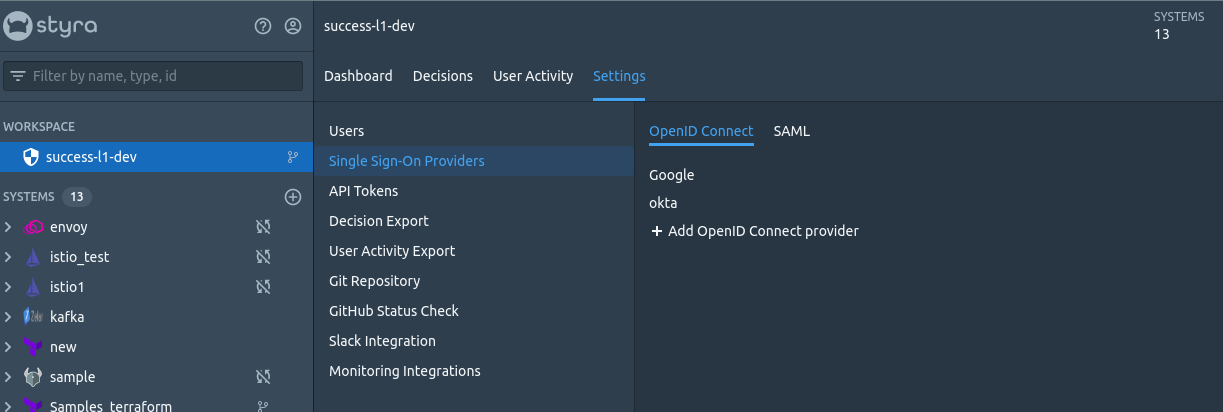 styra
Filter by name, type, id
WORKSPACE
success-l1-dev
SYSTEMS 13
envoy
istio_test
istio1
kafka
new
sample
Samples_terraform
success-l1-dev
SYSTEMS
13
Dashboard Decisions User Activity Settings
Users
Single Sign-On Providers
API Tokens
Decision Export
User Activity Export
Git Repository
GitHub Status Check
Slack Integration
Monitoring Integrations
OpenID Connect SAML
Google
okta
+ Add OpenID Connect provider